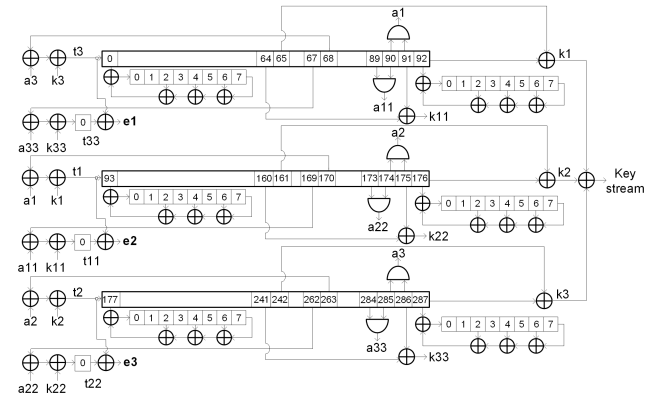 a1
t3
0 64 65 67 68 89 90 91 92
k1
a3 k3
0 1 2 3 4 5 6 7
0 1 2 3 4 5 6 7
a11
k11
0 e1
a33 k33 t33
a2
t1
93 160 161 169 170 173 174 175 176
k2
Key
stream
a1 k1
0 1 2 3 4 5 6 7
0 1 2 3 4 5 6 7
a22
k22
0 e2
a11 k11 t11
a3
t2
177 241 242 262 263 284 285 286 287
k3
a2 k2
0 1 2 3 4 5 6 7
0 1 2 3 4 5 6 7
a33
k33
0 e3
a22 k22 t22